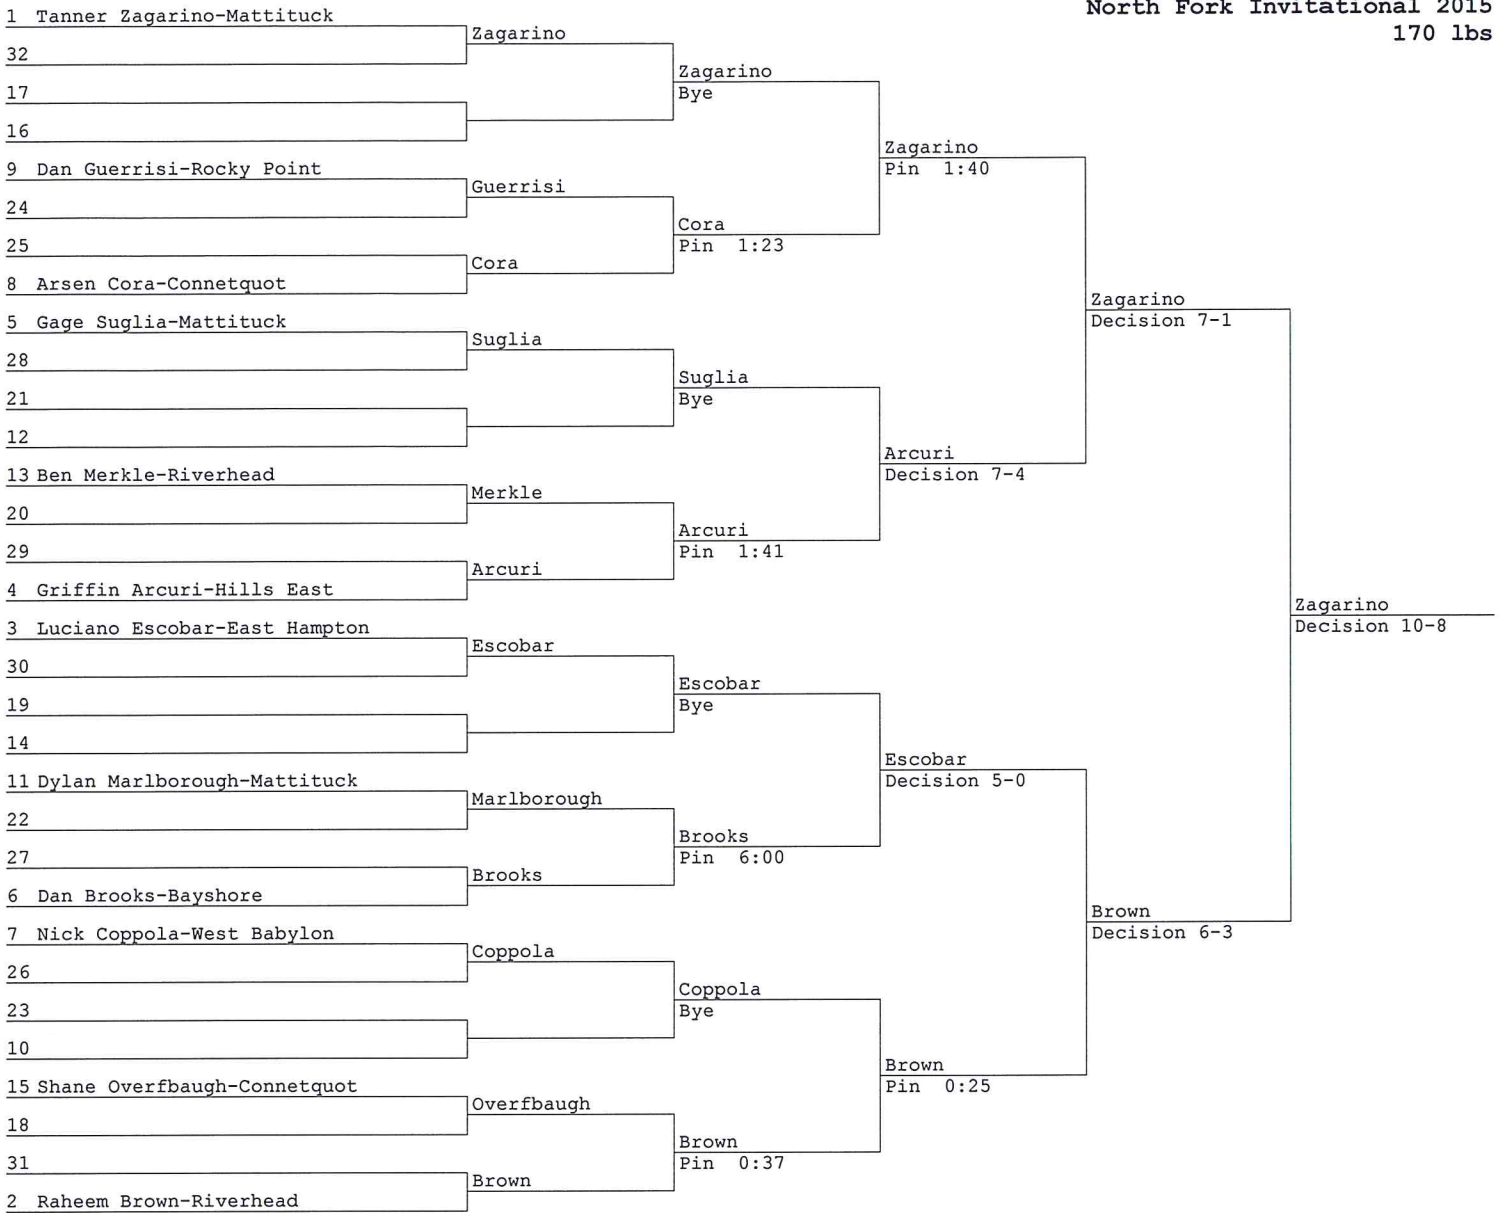 North Fork Invitational 2015
170 lbs
1 Tanner Zagarino-Mattituck
Zagarino
32
Zagarino
Bye
17
16
Zagarino
Pin 1:40
9 Dan Guerrisi-Rocky Point
Guerrisi
24
Cora
Pin 1:23
25
Cora
8 Arsen Cora-Connetquot
Zagarino
Decision 7-1
5 Gage Suglia-Mattituck
Suglia
28
Suglia
Bye
21
12
Arcuri
Decision 7-4
13 Ben Merkle-Riverhead
Merkle
20
Arcuri
Pin 1:41
29
Arcuri
4 Griffin Arcuri-Hills East
Zagarino
Decision 10-8
3 Luciano Escobar-East Hampton
Escobar
30
Escobar
Bye
19
14
Escobar
Decision 5-0
11 Dylan Marlborough-Mattituck
Marlborough
22
Brooks
Pin 6:00
27
Brooks
6 Dan Brooks-Bayshore
Brown
Decision 6-3
7 Nick Coppola-West Babylon
Coppola
26
Coppola
Bye
23
10
Brown
Pin 0:25
15 Shane Overfbaugh-Connetquot
Overfbaugh
18
Brown
Pin 0:37
31
Brown
2 Raheem Brown-Riverhead